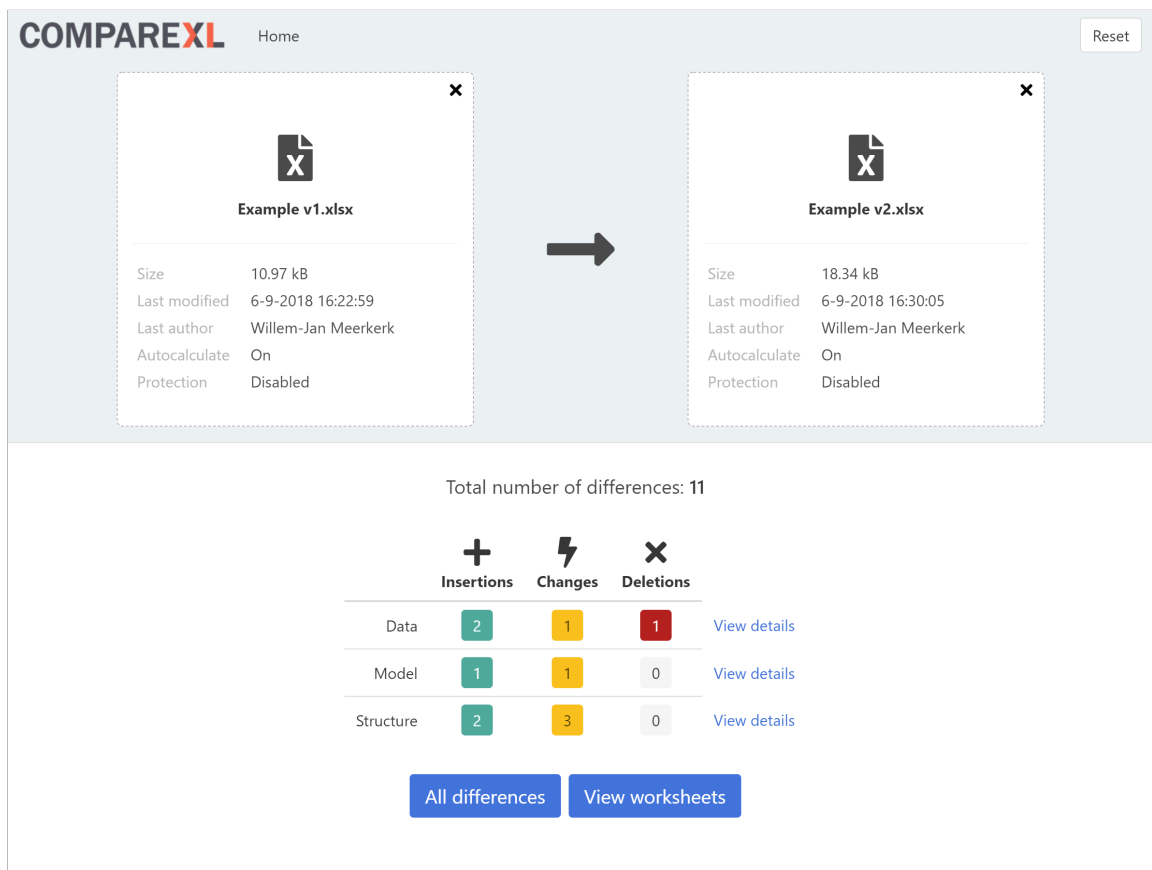 COMPAREXL Home Reset
Example v1.xlsx
Size 10.97 kB
Last modified 6-9-2018 16:22:59
Last author Willem-Jan Meerkerk
Autocalculate On
Protection Disabled
Example v2.xlsx
Size 18.34 kB
Last modified 6-9-2018 16:30:05
Last author Willem-Jan Meerkerk
Autocalculate On
Protection Disabled
Total number of differences: 11
Insertions Changes Deletions
Data 2 1 1 View details
Model 1 1 0 View details
Structure 2 3 0 View details
All differences View worksheets